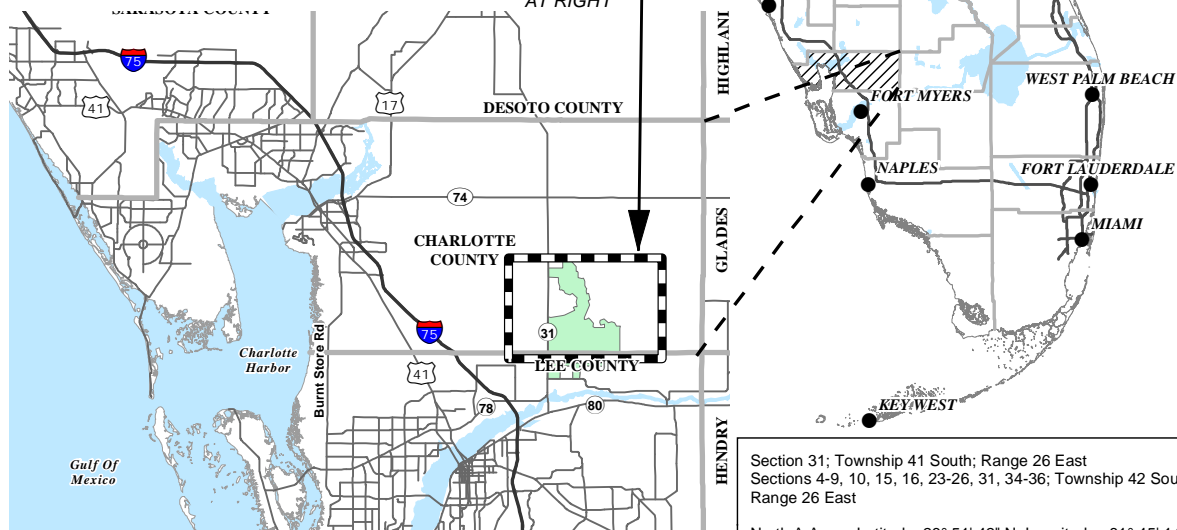 SARASOTA COUNTY
AT RIGHT
75
41
17
DESOTO COUNTY
HIGHLAN
WEST PALM BEACH
FORT MYERS
NAPLES
FORT LAUDERDALE
MIAMI
74
CHARLOTTE
COUNTY
GLADES
31
75
LEE COUNTY
Charlotte
Harbor
Burnt Store Rd
41
78
80
KEY WEST
HENDRY
Gulf Of
Mexico
Section 31; Township 41 South; Range 26 East
Sections 4-9, 10, 15, 16, 23-26, 31, 34-36; Township 42 Sou
Range 26 East